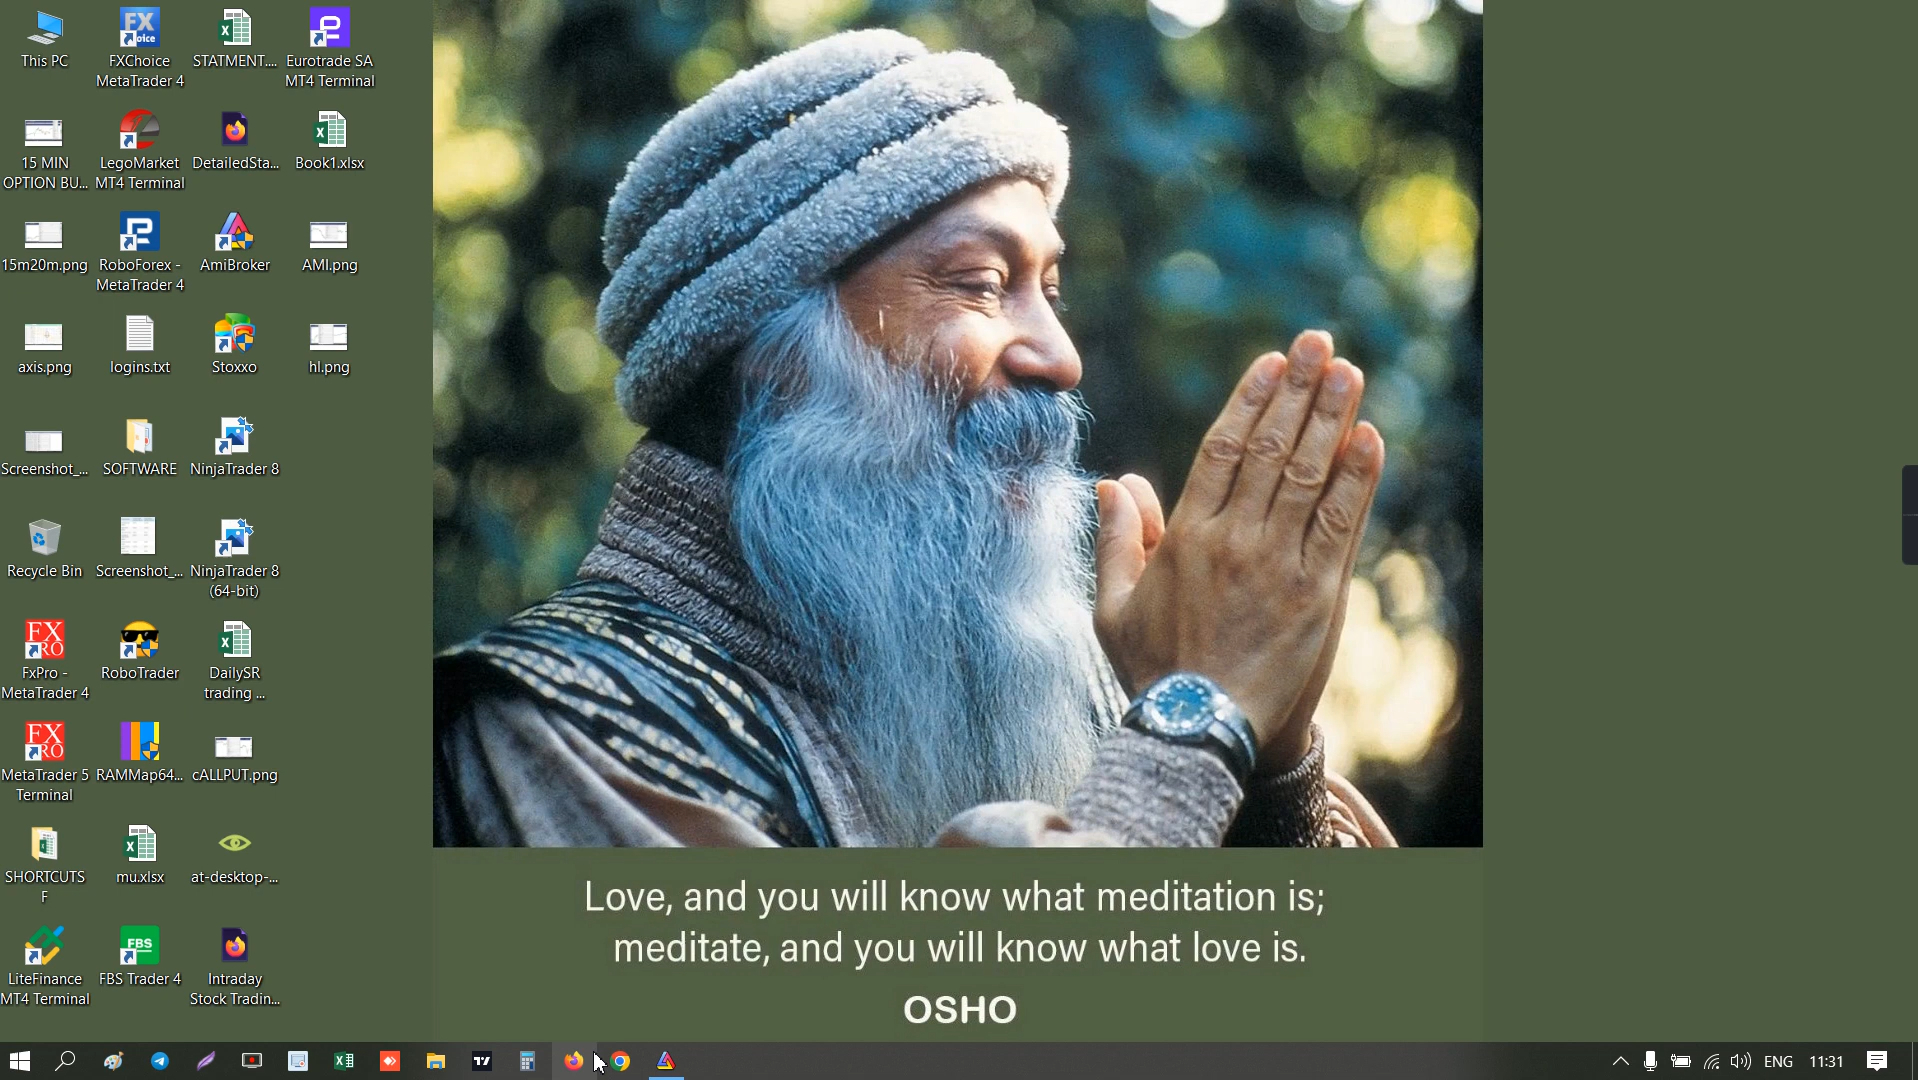 This PC
FXChoice
MetaTrader 4
STATMENT....
Eurotrade SA
MT4 Terminal
15 MIN
OPTION BU...
LegoMarket
MT4 Terminal
DetailedSta...
Book1.xlsx
15m20m.png
RoboForex -
MetaTrader 4
AmiBroker
AMI.png
axis.png
logins.txt
Stoxxo
hl.png
Screenshot_...
SOFTWARE
NinjaTrader 8
Recycle Bin
Screenshot_...
NinjaTrader 8
(64-bit)
FxPro -
MetaTrader 4
RoboTrader
DailySR
trading ...
MetaTrader 5
Terminal
RAMMap64...
cALLPUT.png
SHORTCUTS
F
mu.xlsx
at-desktop-...
LiteFinance
MT4 Terminal
FBS
FBS Trader 4
Intraday
Stock Tradin...
Love, and you will know what meditation is;
meditate, and you will know what love is.
OSHO
ENG
11:31